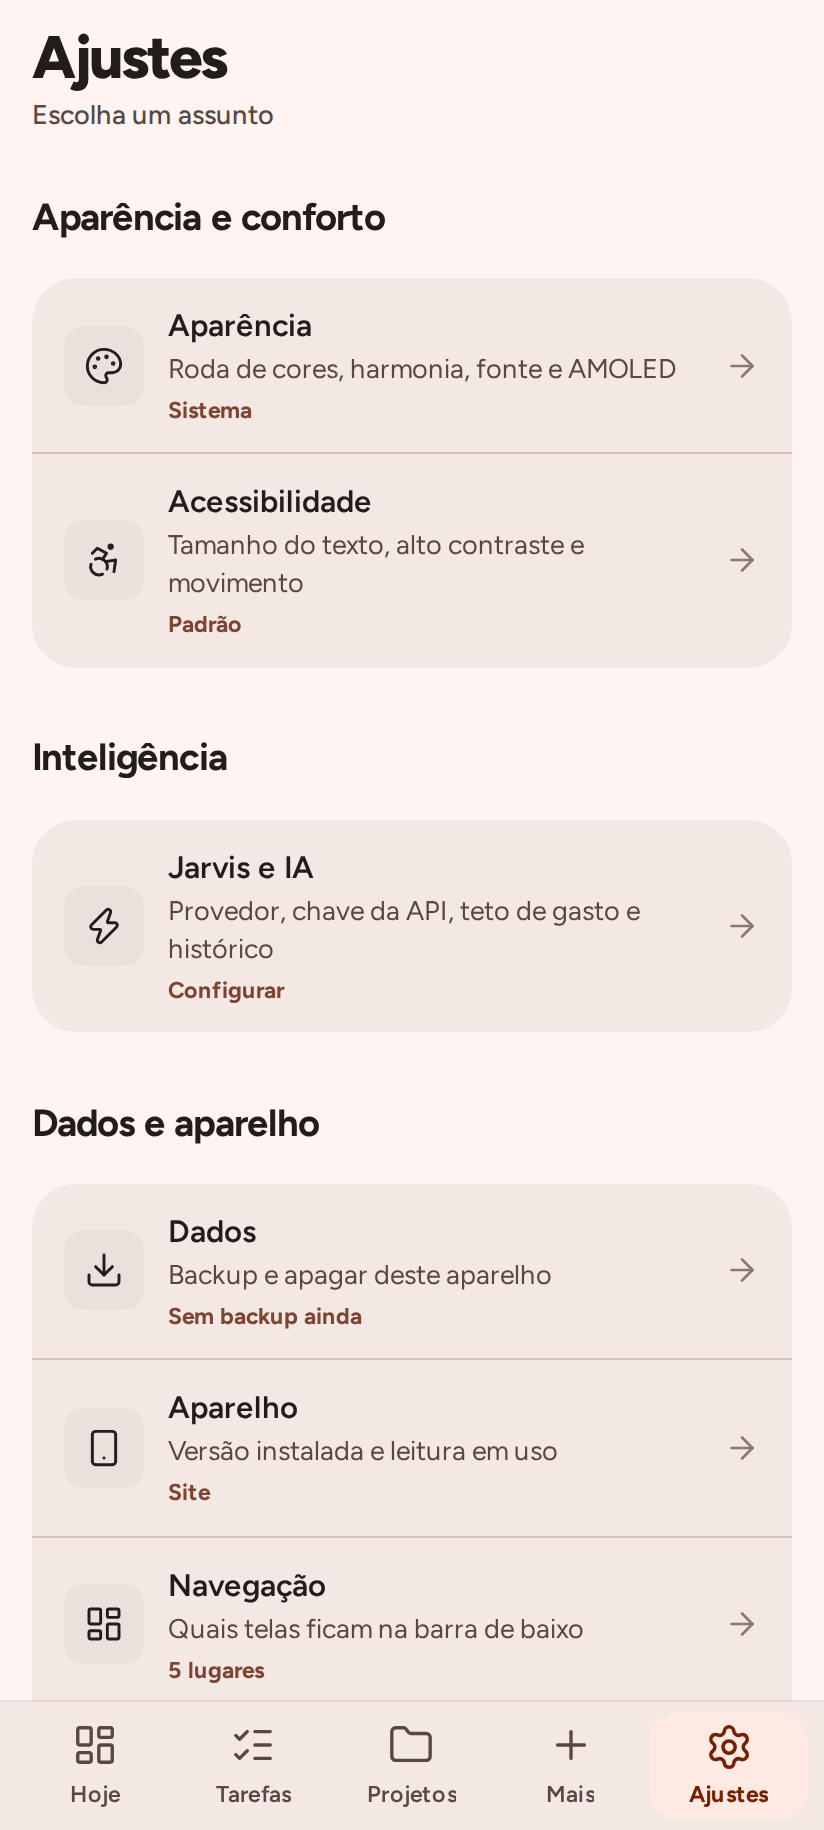 Ajustes
Escolha um assunto
Aparência e conforto
Aparência
Roda de cores, harmonia, fonte e AMOLED
Sistema
Acessibilidade
Tamanho do texto, alto contraste e
movimento
Padrão
Inteligência
Jarvis e IA
Provedor, chave da API, teto de gasto e
histórico
Configurar
Dados e aparelho
Dados
Backup e apagar deste aparelho
Sem backup ainda
Aparelho
Versão instalada e leitura em uso
Site
Navegação
Quais telas ficam na barra de baixo
5 lugares
Hoje
Tarefas
Projetos
Mais
Ajustes